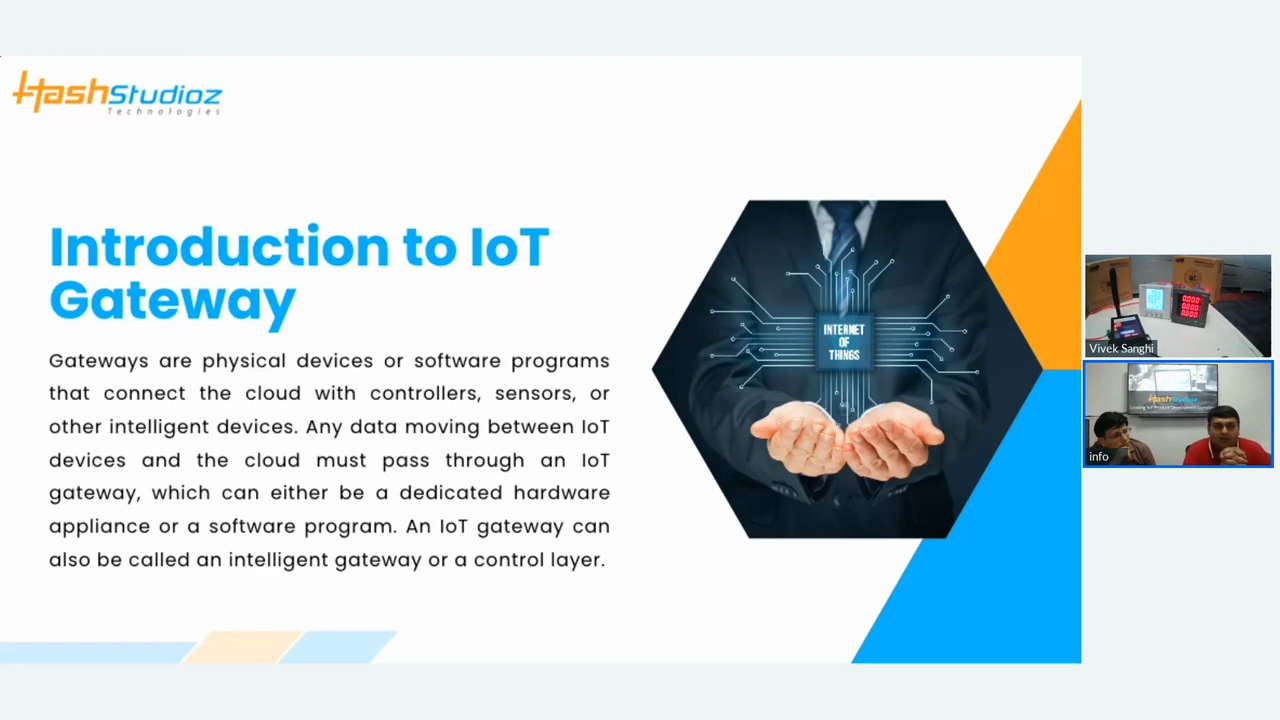 HashStudioz
Technologies
Introduction to IoT
Gateway
Gateways are physical devices or software programs
that connect the cloud with controllers, sensors, or
other intelligent devices. Any data moving between IoT
devices and the cloud must pass through an IoT
gateway, which can either be a dedicated hardware
appliance or a software program. An IoT gateway can
also be called an intelligent gateway or a control layer.
INTERNET
OF
THINGS
Vivek Sanghi
HashStudioz
info